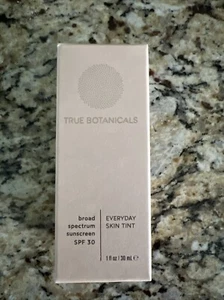 TRUE BOTANICALS
broad
spectrum
sunscreen
SPF 30
EVERYDAY
SKIN TINT
1 fl oz | 30 mL ℮